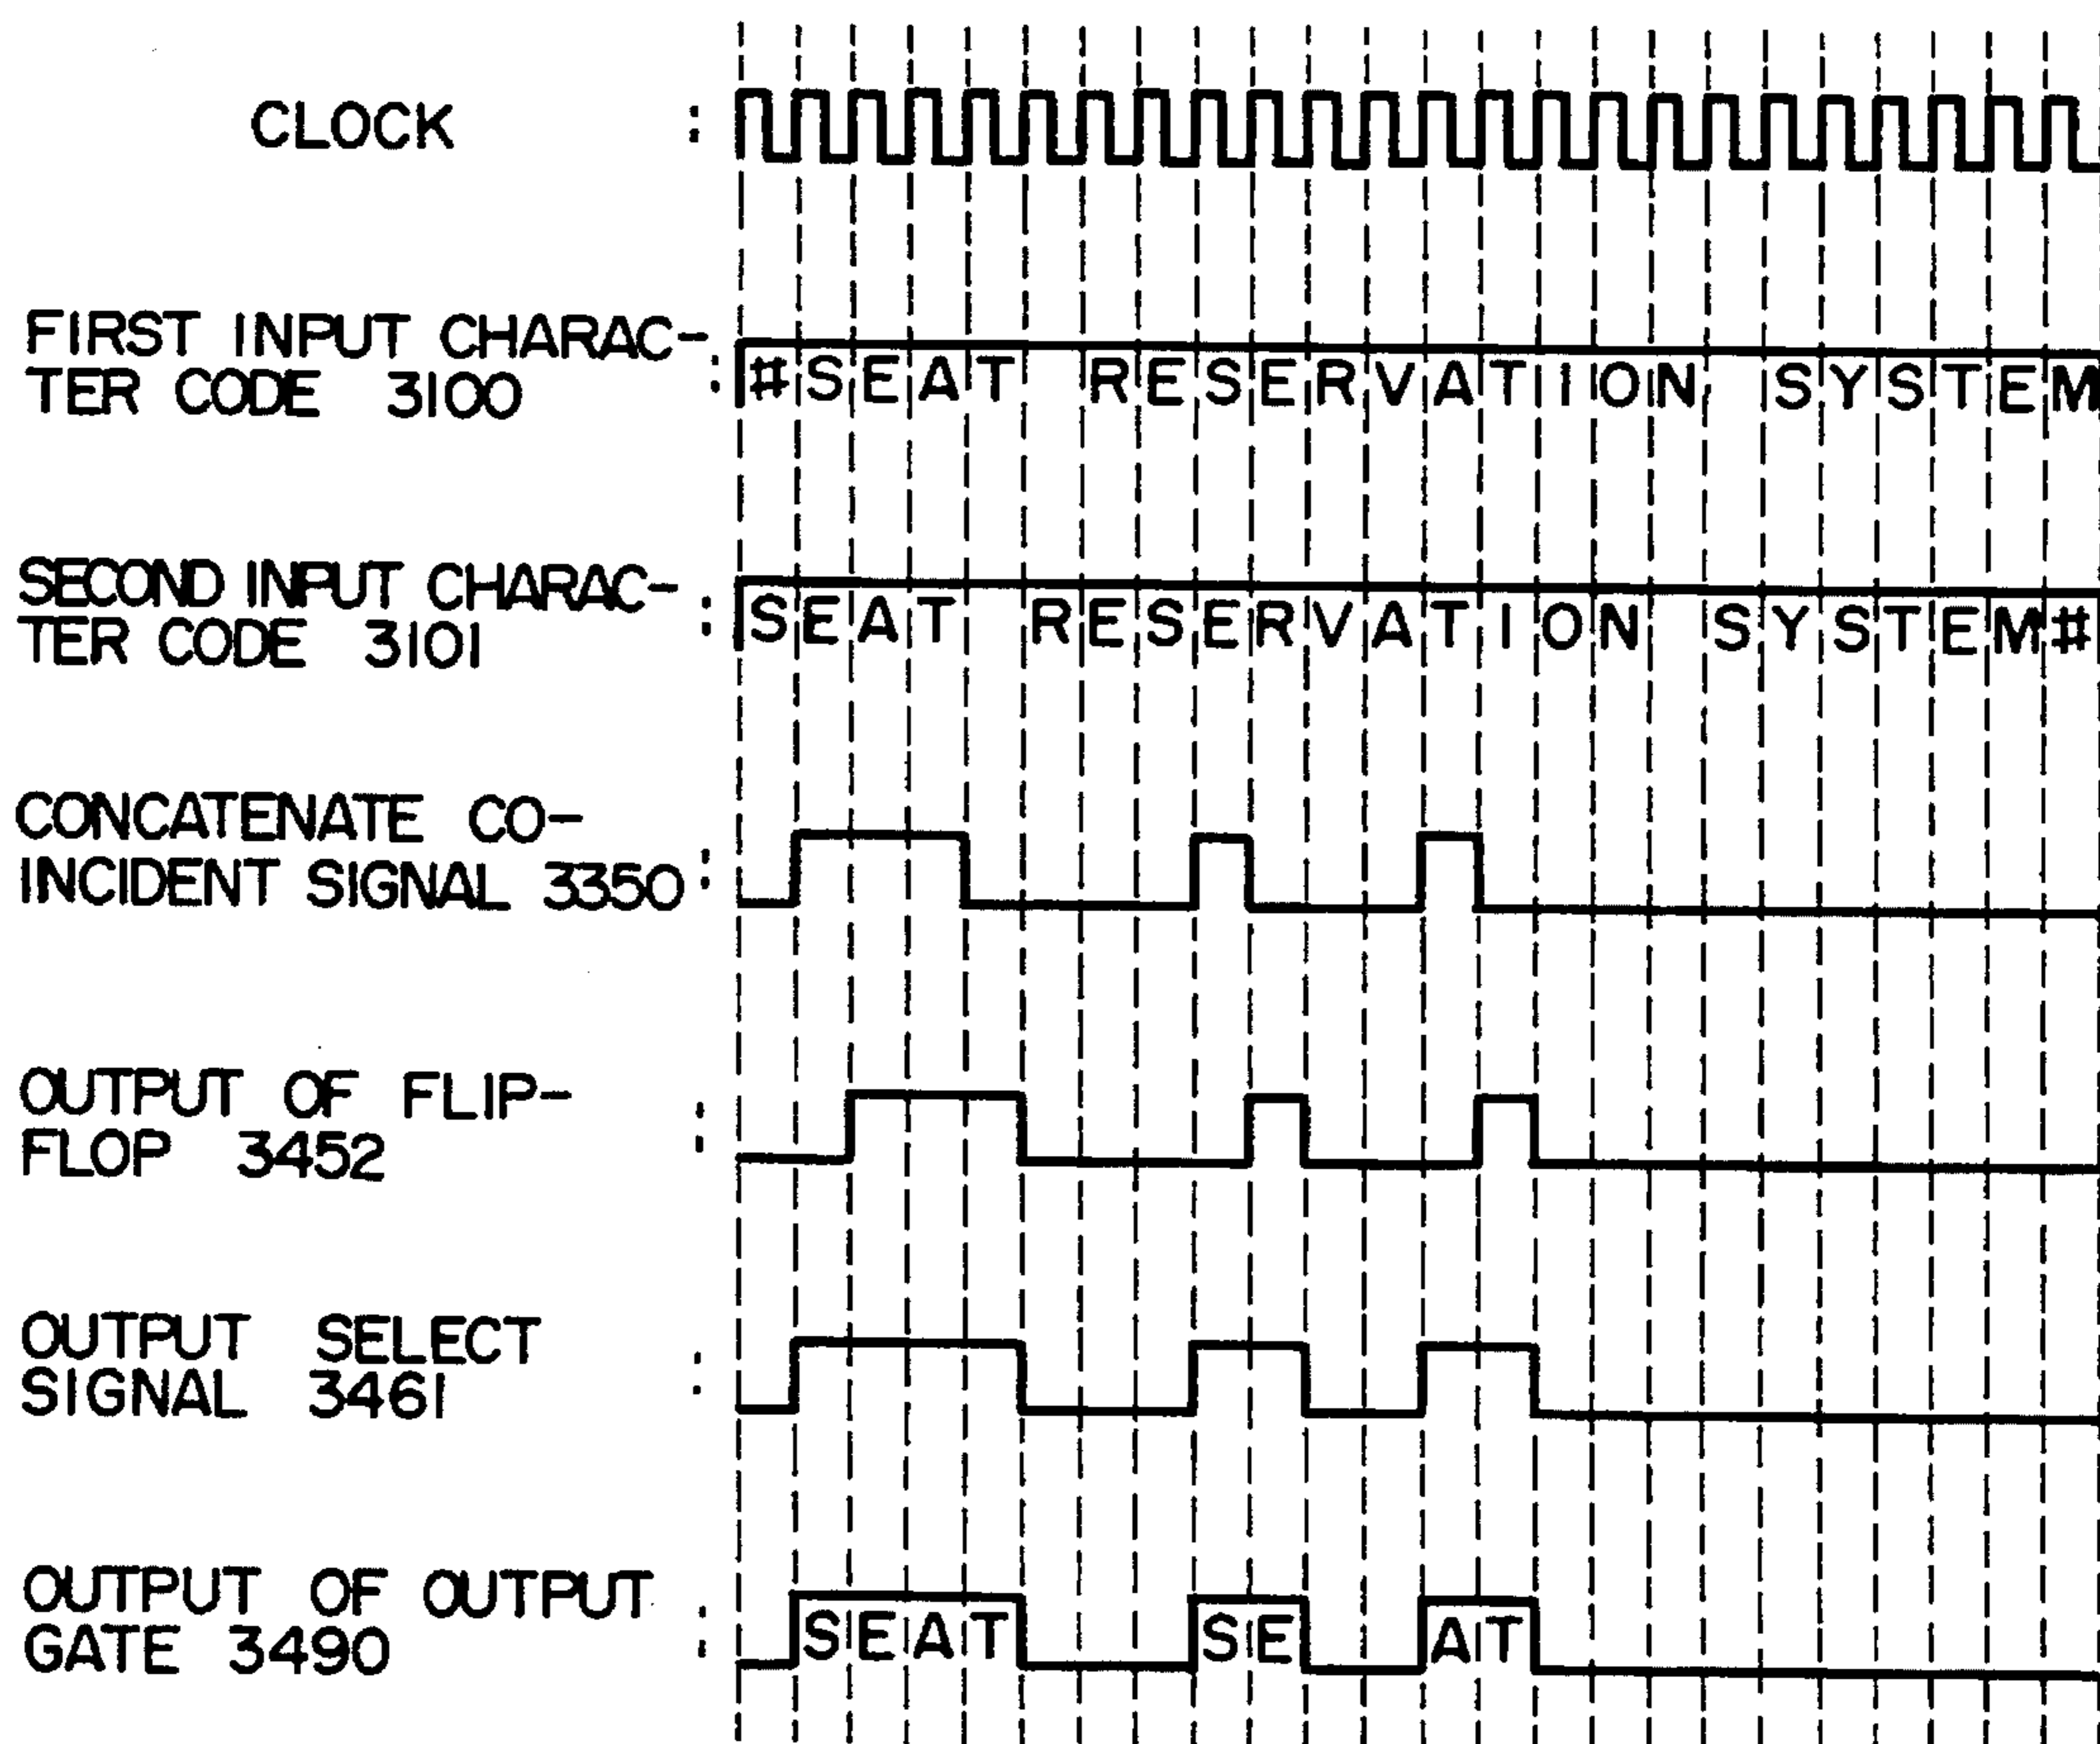 CLOCK :
FIRST INPUT CHARAC-
TER CODE 3100 : #SEAT RESERVATION SYSTEM
SECOND INPUT CHARAC-
TER CODE 3101 : SEAT RESERVATION SYSTEM#
CONCATENATE CO-
INCIDENT SIGNAL 3350 :
OUTPUT OF FLIP-
FLOP 3452 :
OUTPUT SELECT
SIGNAL 3461 :
OUTPUT OF OUTPUT
GATE 3490 : SEAT SE AT